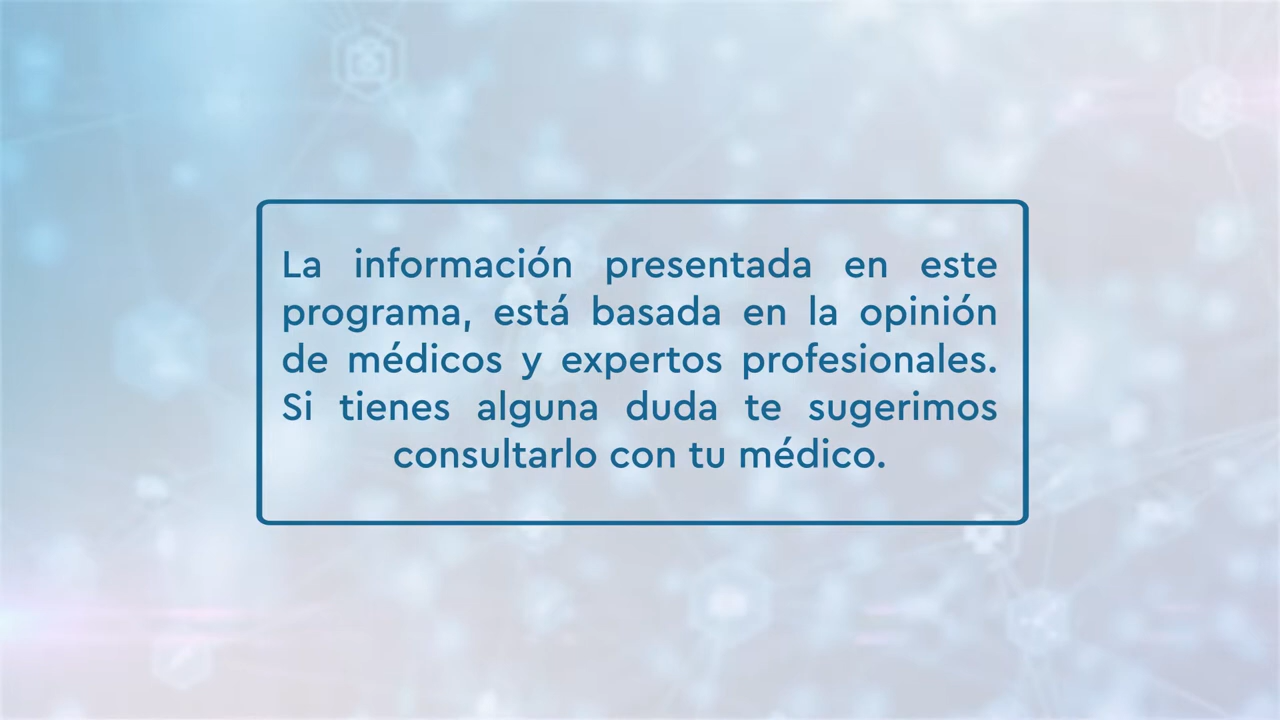 La información presentada en este
programa, está basada en la opinión
de médicos y expertos profesionales.
Si tienes alguna duda te sugerimos
consultarlo con tu médico.